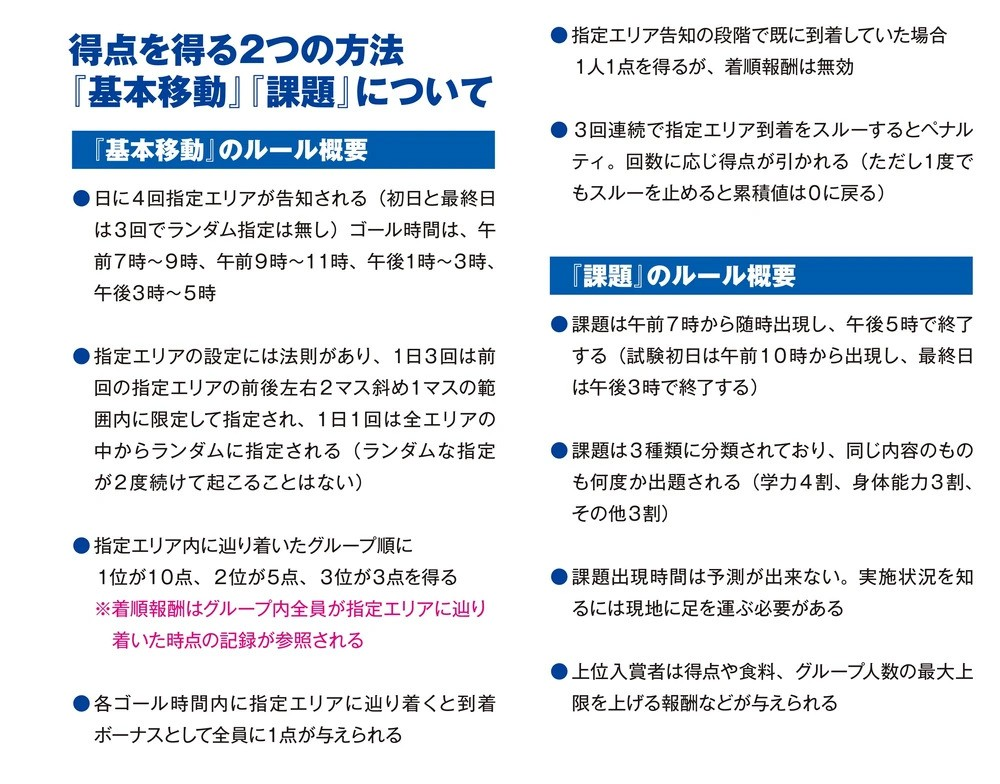 得点を得る2つの方法
『基本移動』『課題』について
『基本移動』のルール概要
●日に4回指定エリアが告知される（初日と最終日
は3回でランダム指定は無し）ゴール時間は、午
前7時〜9時、午前9時〜11時、午後1時〜3時、
午後3時〜5時
●指定エリアの設定には法則があり、1日3回は前
回の指定エリアの前後左右2マス斜め1マスの範
囲内に限定して指定され、1日1回は全エリアの
中からランダムに指定される（ランダムな指定
が2度続けて起こることはない）
●指定エリア内に辿り着いたグループ順に
1位が10点、2位が5点、3位が3点を得る
※着順報酬はグループ内全員が指定エリアに辿り
着いた時点の記録が参照される
●各ゴール時間内に指定エリアに辿り着くと到着
ボーナスとして全員に1点が与えられる
●指定エリア告知の段階で既に到着していた場合
1人1点を得るが、着順報酬は無効
●3回連続で指定エリア到着をスルーするとペナル
ティ。回数に応じ得点が引かれる（ただし1度で
もスルーを止めると累積値は0に戻る）
『課題』のルール概要
●課題は午前7時から随時出現し、午後5時で終了
する（試験初日は午前10時から出現し、最終日
は午後3時で終了する）
●課題は3種類に分類されており、同じ内容のもの
も何度か出題される（学力4割、身体能力3割、
その他3割）
●課題出現時間は予測が出来ない。実施状況を知
るには現地に足を運ぶ必要がある
●上位入賞者は得点や食料、グループ人数の最大上
限を上げる報酬などが与えられる